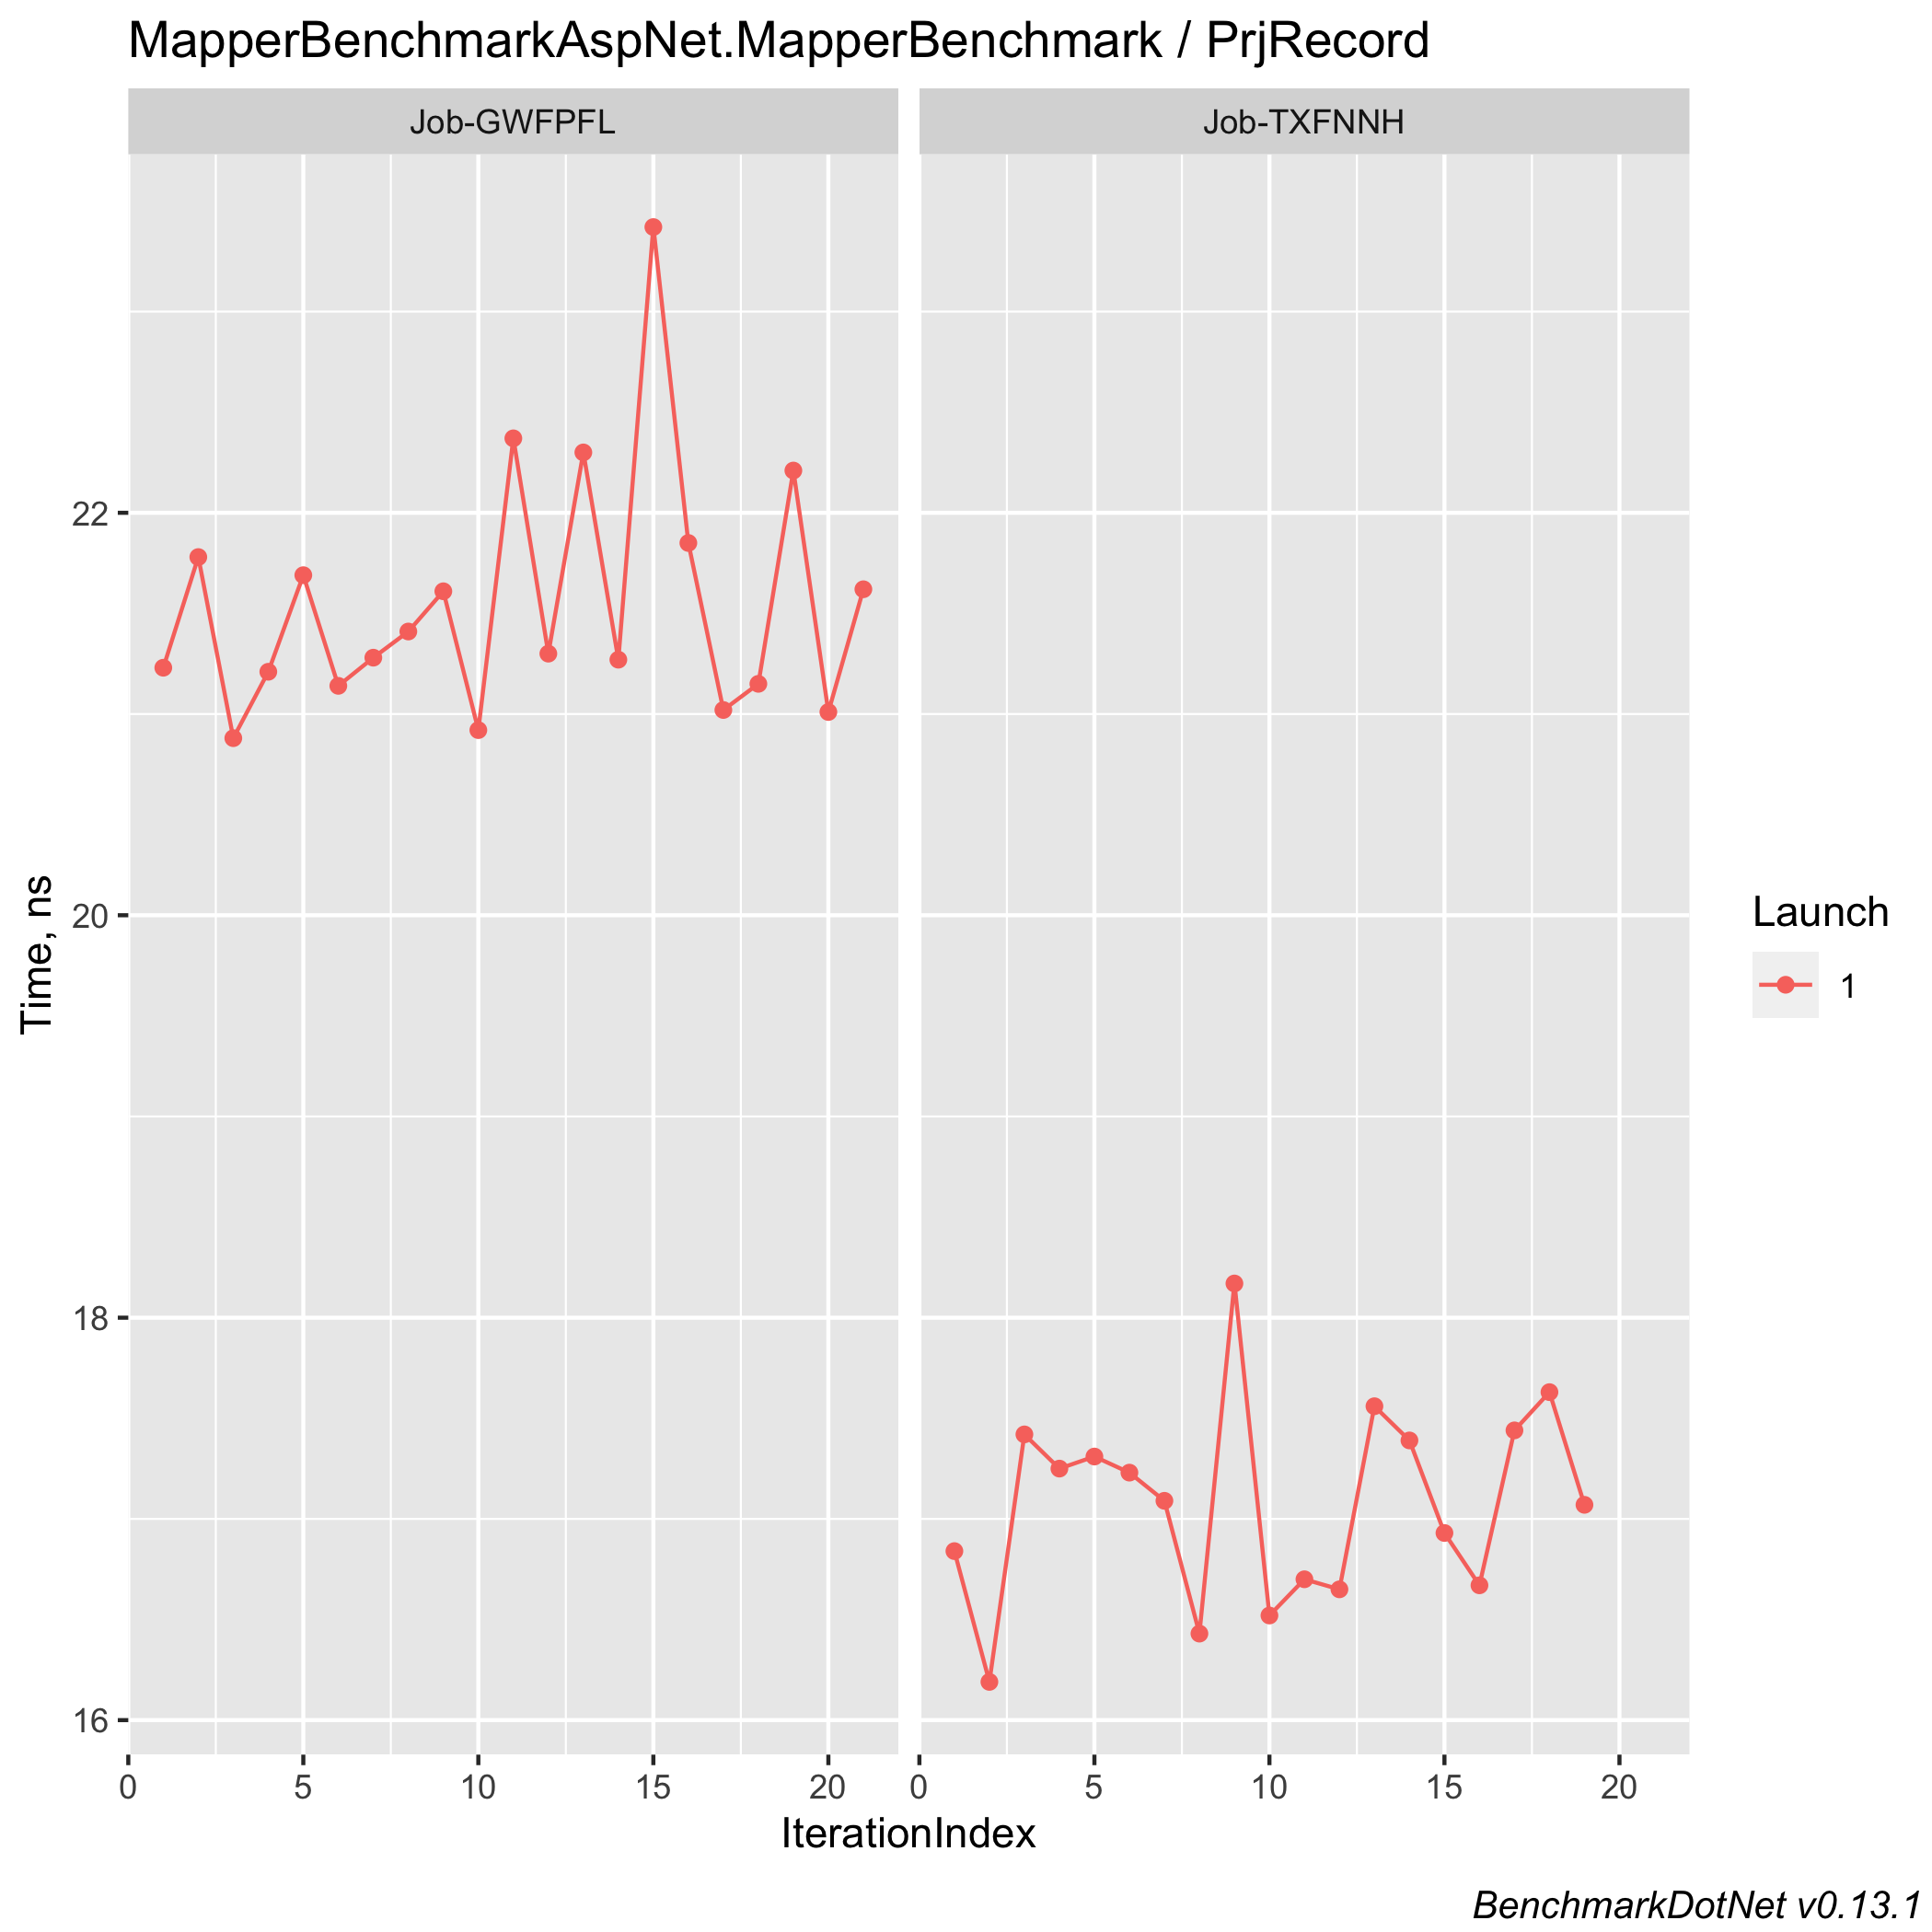 MapperBenchmarkAspNet.MapperBenchmark / PrjRecord
Job-GWFPFL
Job-TXFNNH
22
20
18
16
Time, ns
0 5 10 15 20
0 5 10 15 20
IterationIndex
Launch
1
BenchmarkDotNet v0.13.1